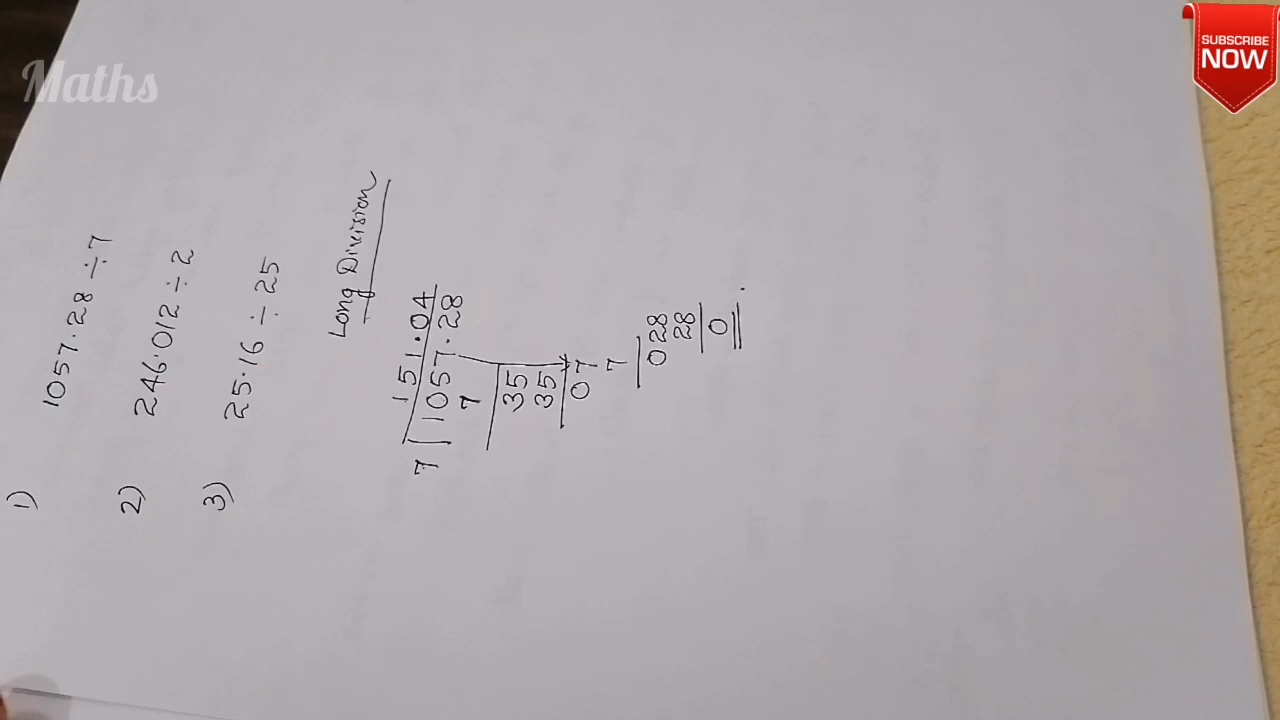 Maths
SUBSCRIBE
NOW
1) 1057.28 ÷ 7
2) 246.012 ÷ 2
3) 25.16 ÷ 25
Long Division
151.04
7 1057.28
7
35
35
07
7
028
28
0